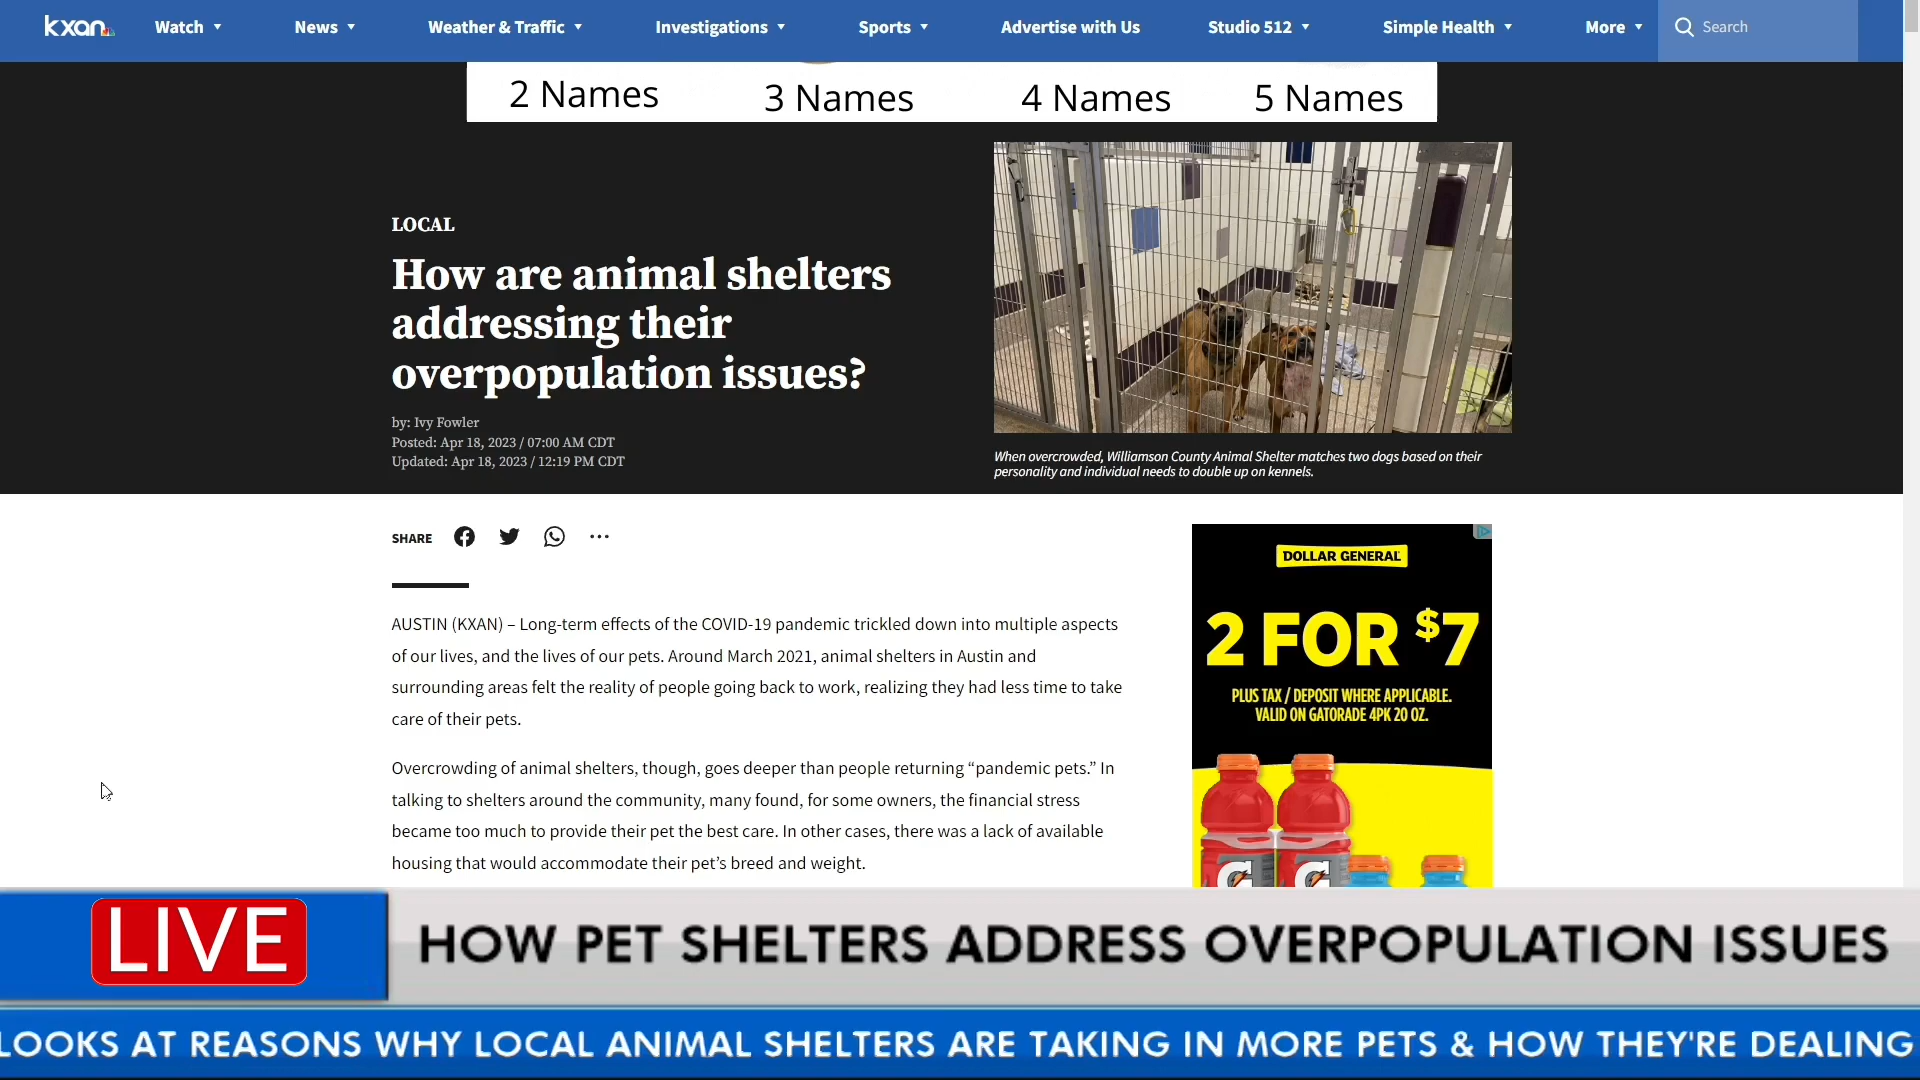 kxan
Watch
News
Weather & Traffic
Investigations
Sports
Advertise with Us
Studio 512
Simple Health
More
Search
2 Names
3 Names
4 Names
5 Names
LOCAL
How are animal shelters
addressing their
overpopulation issues?
by: Ivy Fowler
Posted: Apr 18, 2023 / 07:00 AM CDT
Updated: Apr 18, 2023 / 12:19 PM CDT
When overcrowded, Williamson County Animal Shelter matches two dogs based on their
personality and individual needs to double up on kennels.
SHARE
AUSTIN (KXAN) – Long-term effects of the COVID-19 pandemic trickled down into multiple aspects
of our lives, and the lives of our pets. Around March 2021, animal shelters in Austin and
surrounding areas felt the reality of people going back to work, realizing they had less time to take
care of their pets.
Overcrowding of animal shelters, though, goes deeper than people returning “pandemic pets.” In
talking to shelters around the community, many found, for some owners, the financial stress
became too much to provide their pet the best care. In other cases, there was a lack of available
housing that would accommodate their pet’s breed and weight.
DOLLAR GENERAL
2 FOR $7
PLUS TAX / DEPOSIT WHERE APPLICABLE.
VALID ON GATORADE 4PK 20 OZ.
G G
LIVE
HOW PET SHELTERS ADDRESS OVERPOPULATION ISSUES
LOOKS AT REASONS WHY LOCAL ANIMAL SHELTERS ARE TAKING IN MORE PETS & HOW THEY'RE DEALING